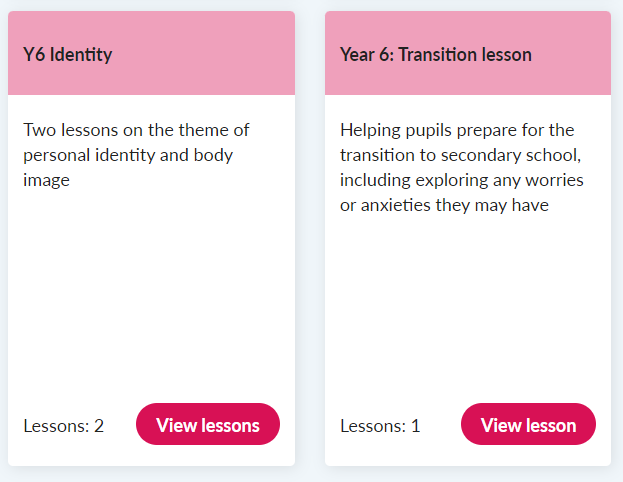 Y6 Identity
Two lessons on the theme of
personal identity and body
image
Lessons: 2
View lessons
Year 6: Transition lesson
Helping pupils prepare for the
transition to secondary school,
including exploring any worries
or anxieties they may have
Lessons: 1
View lesson